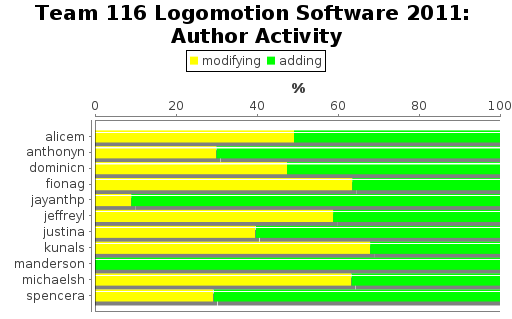 Team 116 Logomotion Software 2011:
Author Activity
modifying adding
%
0 20 40 60 80 100
alicem
anthonyn
dominicn
fionag
jayanthp
jeffreyl
justina
kunals
manderson
michaelsh
spencera